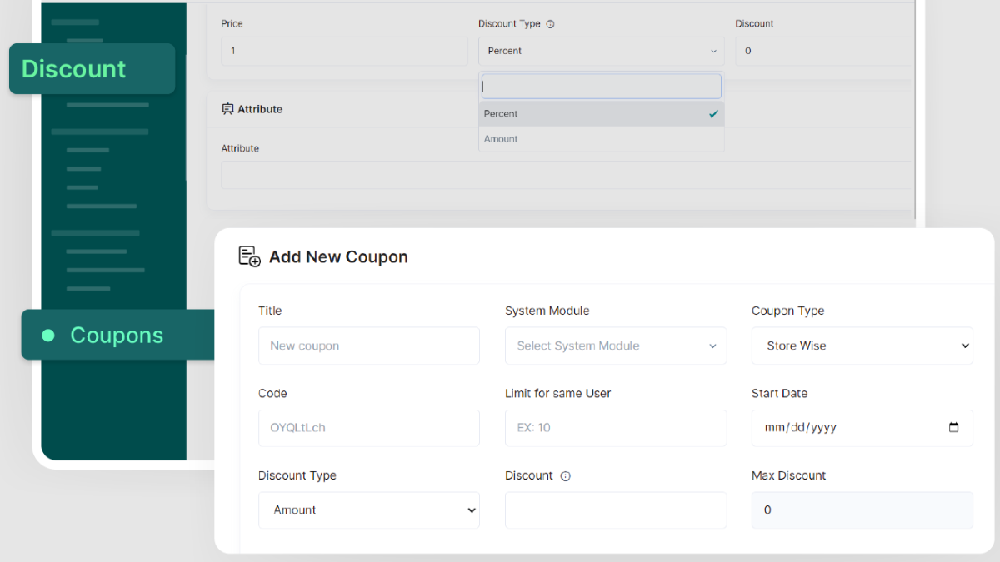 Price
Discount Type
Discount
1
Percent
0
Discount
Percent
Amount
Attribute
Attribute
Add New Coupon
Title
System Module
Coupon Type
New coupon
Select System Module
Store Wise
Coupons
Code
Limit for same User
Start Date
OYQLtLch
EX: 10
mm/dd/yyyy
Discount Type
Discount
Max Discount
Amount
0